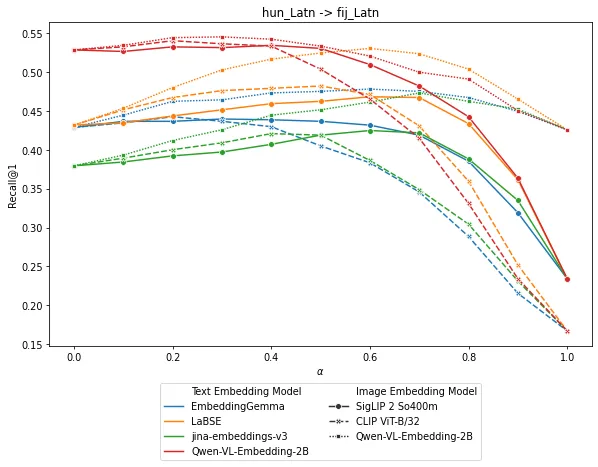 hun_Latn -> fij_Latn
Recall@1
0.55
0.50
0.45
0.40
0.35
0.30
0.25
0.20
0.15
0.0
0.2
0.4
0.6
0.8
1.0
α
Text Embedding Model
EmbeddingGemma
LaBSE
jina-embeddings-v3
Qwen-VL-Embedding-2B
Image Embedding Model
SigLIP 2 So400m
CLIP ViT-B/32
Qwen-VL-Embedding-2B